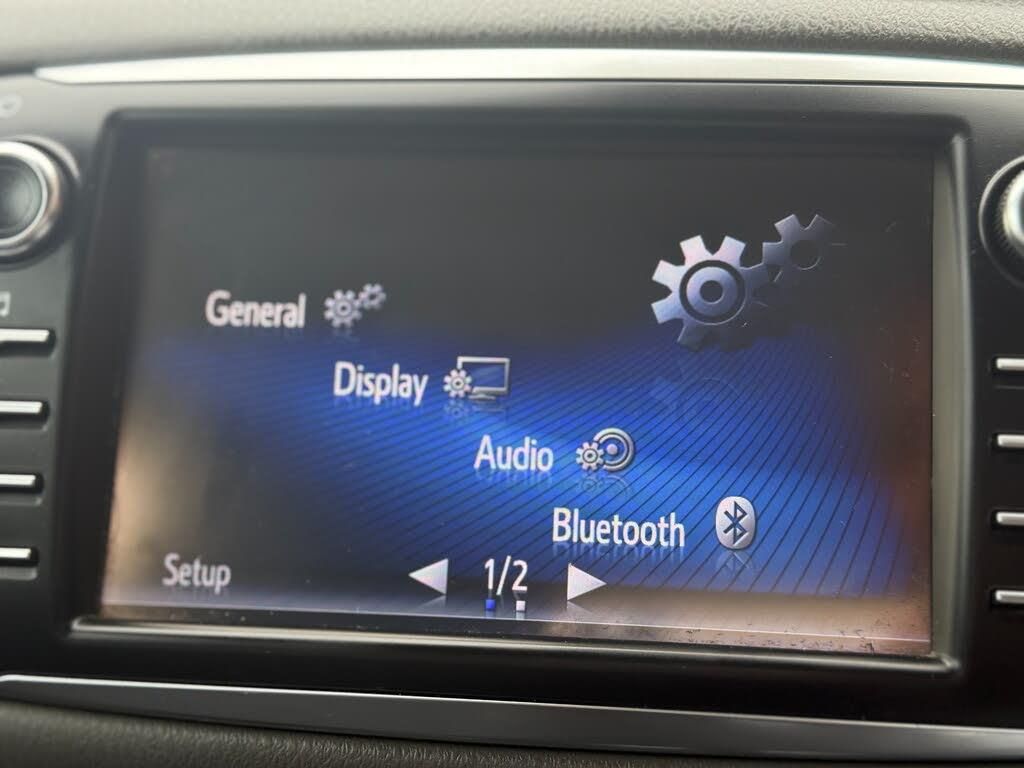 General
Display
Audio
Bluetooth
Setup
1/2